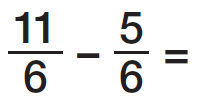 11/6 − 5/6 =